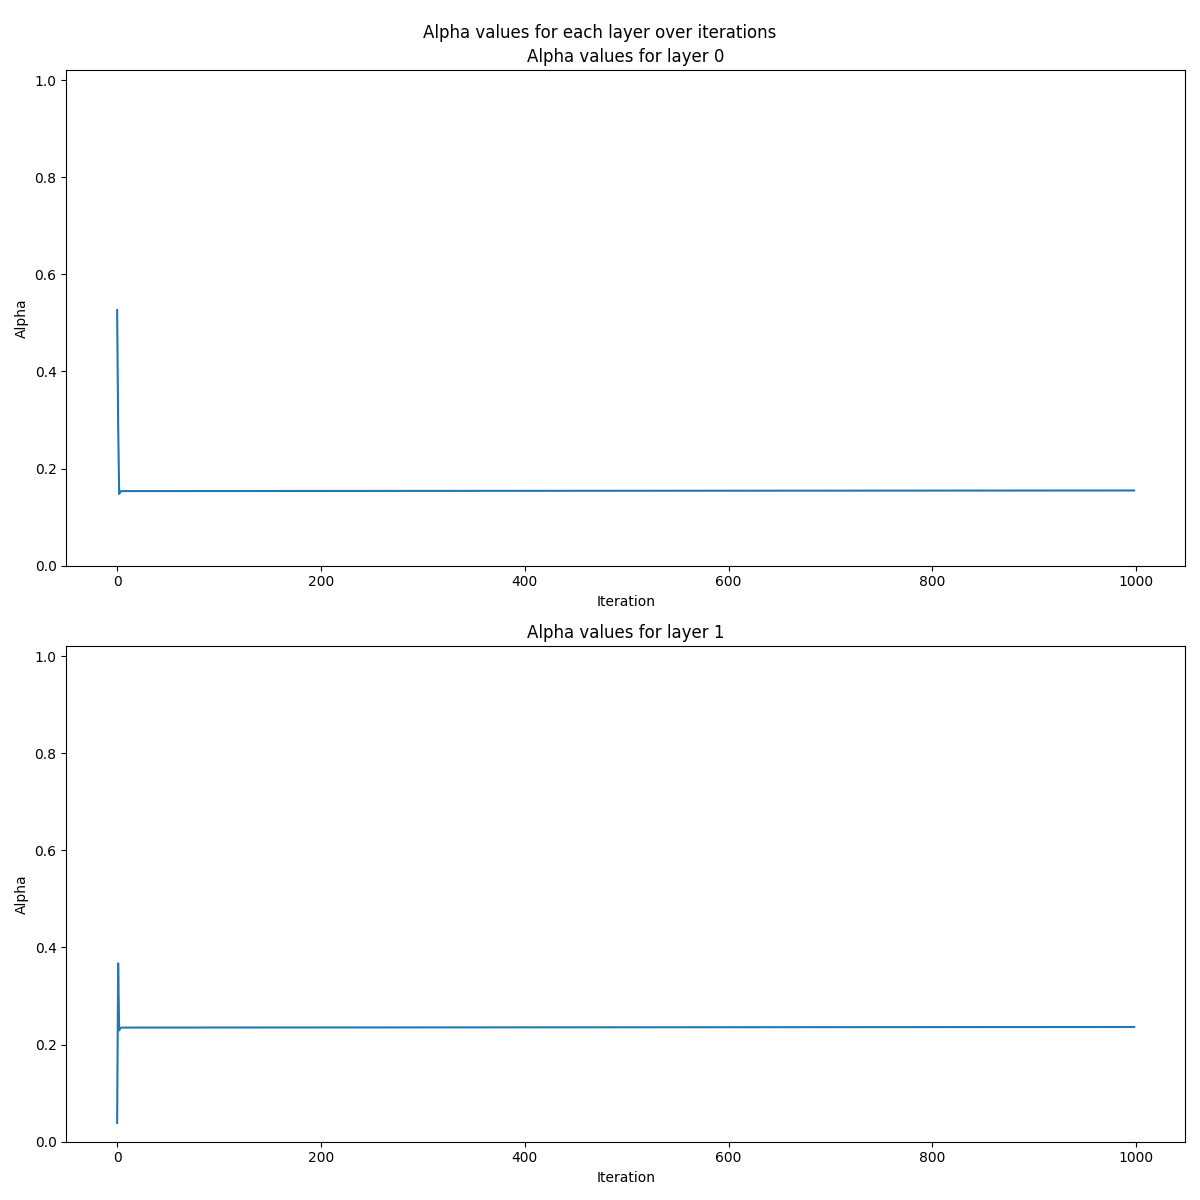 Alpha values for each layer over iterations
Alpha values for layer 0
1.0
0.8
0.6
0.4
0.2
0.0
Alpha
0 200 400 600 800 1000
Iteration
Alpha values for layer 1
1.0
0.8
0.6
0.4
0.2
0.0
Alpha
0 200 400 600 800 1000
Iteration